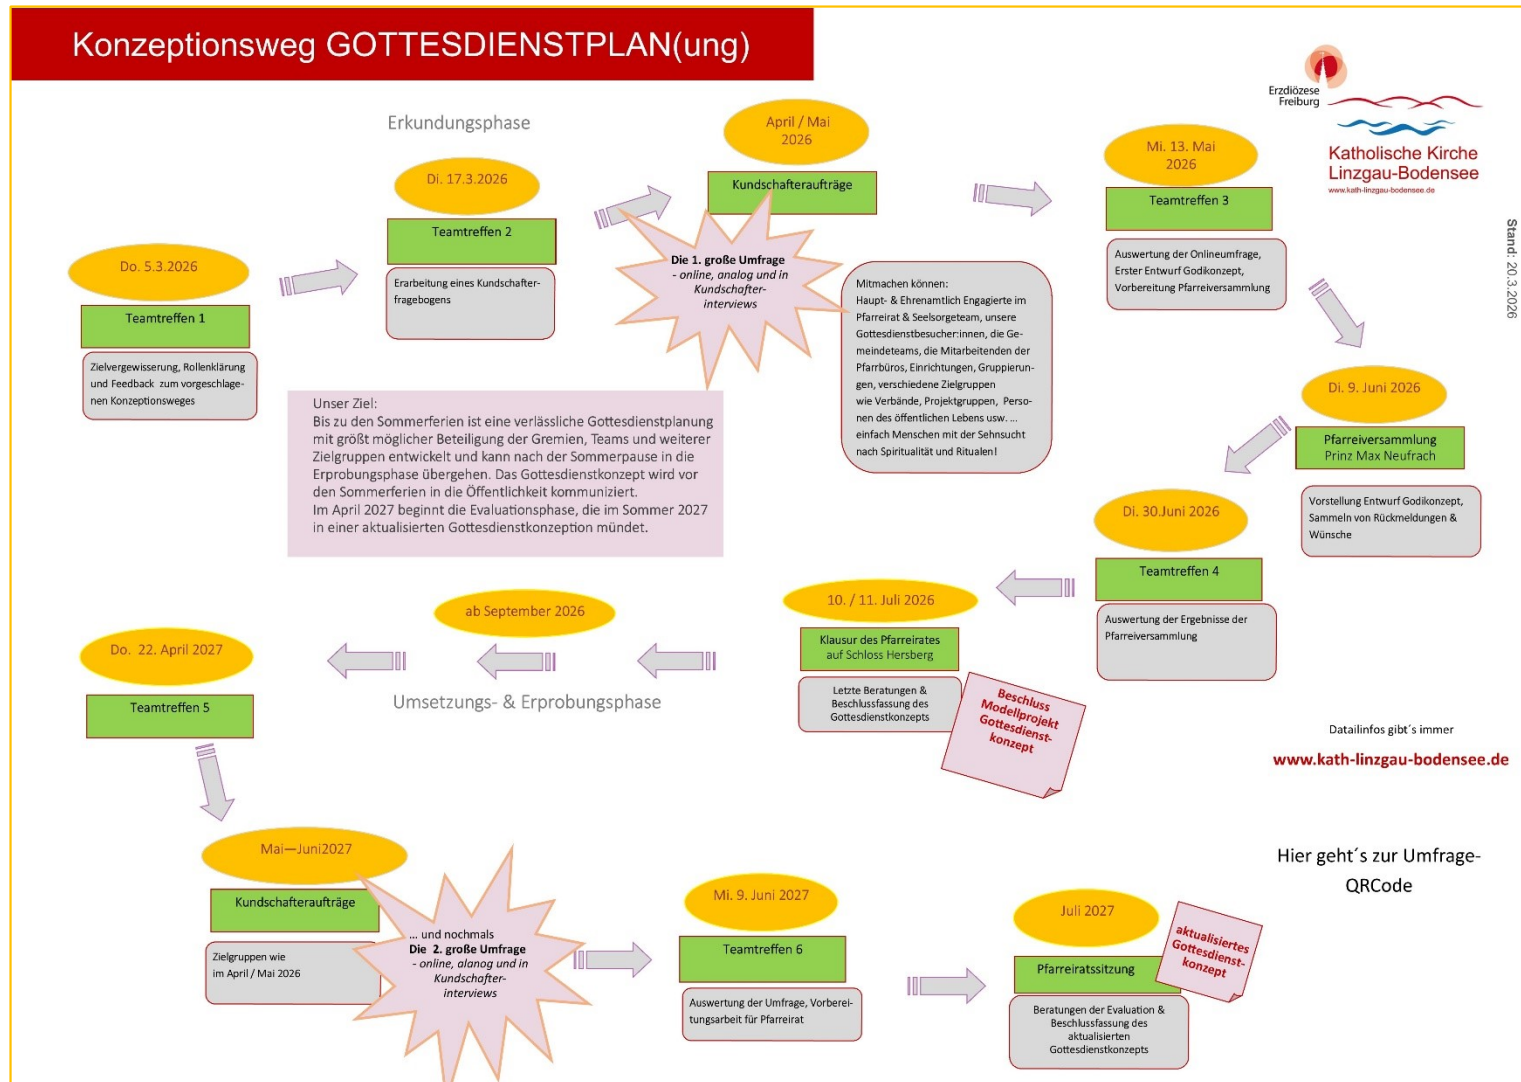 Konzeptionsweg GOTTESDIENSTPLAN(ung)
Erzdiözese
Freiburg
Katholische Kirche
Linzgau-Bodensee
www.kath-linzgau-bodensee.de
Stand: 20.3.2026
Erkundungsphase
Do. 5.3.2026
Teamtreffen 1
Zielvergewisserung, Rollenklärung
und Feedback zum vorgeschlage-
nen Konzeptionsweges
Di. 17.3.2026
Teamtreffen 2
Erarbeitung eines Kundschafter-
fragebogens
April / Mai
2026
Kundschafteraufträge
Die 1. große Umfrage
- online, analog und in
Kundschafter-
interviews
Mitmachen können:
Haupt- & Ehrenamtlich Engagierte im
Pfarreirat & Seelsorgeteam, unsere
Gottesdienstbesucher:innen, die Ge-
meindeteams, die Mitarbeitenden der
Pfarrbüros, Einrichtungen, Gruppierun-
gen, verschiedene Zielgruppen
wie Verbände, Projektgruppen, Perso-
nen des öffentlichen Lebens usw. ...
einfach Menschen mit der Sehnsucht
nach Spiritualität und Ritualen!
Mi. 13. Mai
2026
Teamtreffen 3
Auswertung der Onlineumfrage,
Erster Entwurf Godikonzept,
Vorbereitung Pfarreiversammlung
Di. 9. Juni 2026
Pfarreiversammlung
Prinz Max Neufrach
Vorstellung Entwurf Godikonzept,
Sammeln von Rückmeldungen &
Wünsche
Unser Ziel:
Bis zu den Sommerferien ist eine verlässliche Gottesdienstplanung
mit größt möglicher Beteiligung der Gremien, Teams und weiterer
Zielgruppen entwickelt und kann nach der Sommerpause in die
Erprobungsphase übergehen. Das Gottesdienstkonzept wird vor
den Sommerferien in die Öffentlichkeit kommuniziert.
Im April 2027 beginnt die Evaluationsphase, die im Sommer 2027
in einer aktualisierten Gottesdienstkonzeption mündet.
Di. 30.Juni 2026
Teamtreffen 4
Auswertung der Ergebnisse der
Pfarreiversammlung
10. / 11. Juli 2026
Klausur des Pfarreirates
auf Schloss Hersberg
Letzte Beratungen &
Beschlussfassung des
Gottesdienstkonzepts
Beschluss
Modellprojekt
Gottesdienst-
konzept
ab September 2026
Umsetzungs- & Erprobungsphase
Do. 22. April 2027
Teamtreffen 5
Datailinfos gibt´s immer
www.kath-linzgau-bodensee.de
Mai—Juni2027
Kundschafteraufträge
Zielgruppen wie
im April / Mai 2026
... und nochmals
Die 2. große Umfrage
- online, alanog und in
Kundschafter-
interviews
Mi. 9. Juni 2027
Teamtreffen 6
Auswertung der Umfrage, Vorberei-
tungsarbeit für Pfarreirat
Juli 2027
Pfarreiratssitzung
Beratungen der Evaluation &
Beschlussfassung des
aktualisierten
Gottesdienstkonzepts
aktualisiertes
Gottesdienst-
konzept
Hier geht´s zur Umfrage-
QRCode